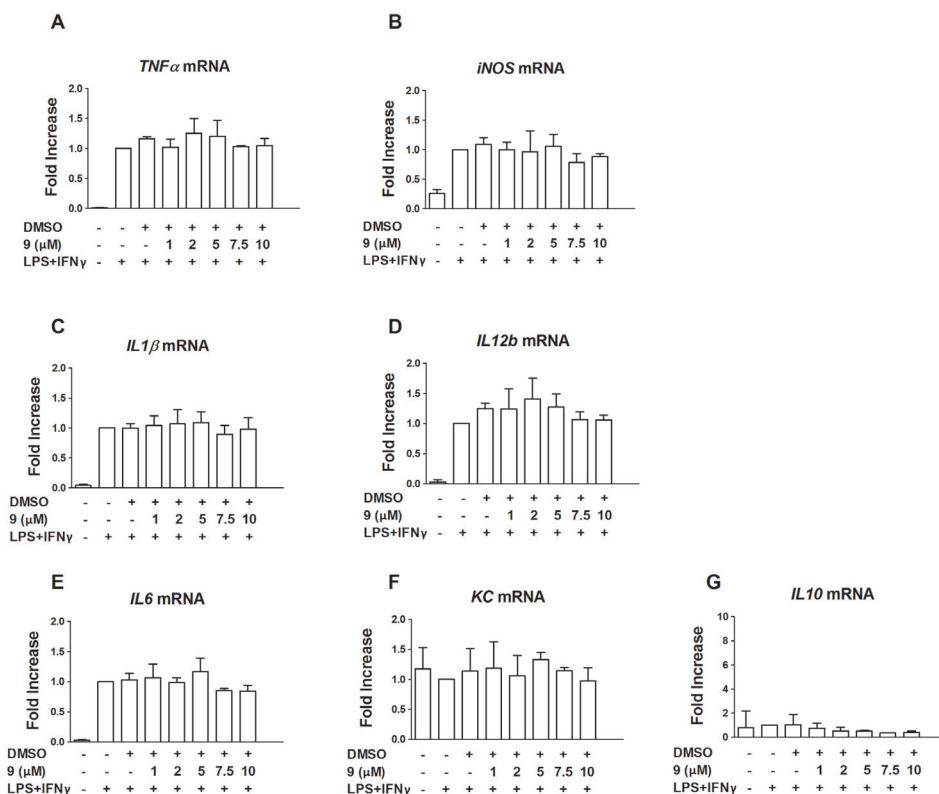 A
TNFα mRNA
Fold Increase
2.0
1.5
1.0
0.5
0.0
DMSO - - + + + + + +
9 (μM) - - - 1 2 5 7.5 10
LPS+IFNγ - + + + + + + +
B
iNOS mRNA
Fold Increase
2.0
1.5
1.0
0.5
0.0
DMSO - - + + + + + +
9 (μM) - - - 1 2 5 7.5 10
LPS+IFNγ - + + + + + + +
C
IL1β mRNA
Fold Increase
2.0
1.5
1.0
0.5
0.0
DMSO - - + + + + + +
9 (μM) - - - 1 2 5 7.5 10
LPS+IFNγ - + + + + + + +
D
IL12b mRNA
Fold Increase
2.0
1.5
1.0
0.5
0.0
DMSO - - + + + + + +
9 (μM) - - - 1 2 5 7.5 10
LPS+IFNγ - + + + + + + +
E
IL6 mRNA
Fold Increase
2.0
1.5
1.0
0.5
0.0
DMSO - - + + + + + +
9 (μM) - - - 1 2 5 7.5 10
LPS+IFNγ - + + + + + + +
F
KC mRNA
Fold Increase
2.0
1.5
1.0
0.5
0.0
DMSO - - + + + + + +
9 (μM) - - - 1 2 5 7.5 10
LPS+IFNγ - + + + + + + +
G
IL10 mRNA
Fold Increase
10
8
6
4
2
0
DMSO - - + + + + + +
9 (μM) - - - 1 2 5 7.5 10
LPS+IFNγ - + + + + + + +